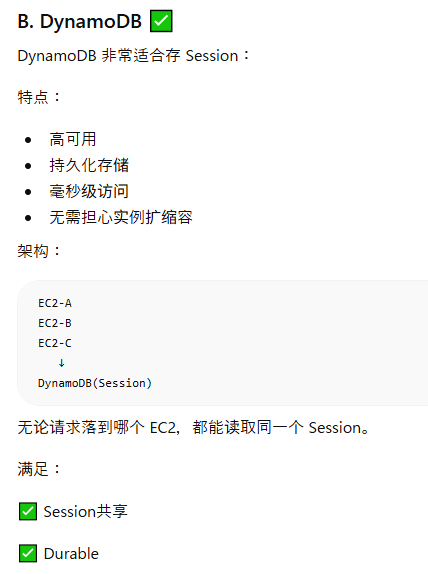 B. DynamoDB ✅
DynamoDB 非常适合存 Session：
特点：
• 高可用
• 持久化存储
• 毫秒级访问
• 无需担心实例扩缩容
架构：
EC2-A
EC2-B
EC2-C
↓
DynamoDB(Session)
无论请求落到哪个 EC2，都能读取同一个 Session。
满足：
✅ Session共享
✅ Durable